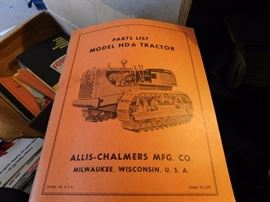 PARTS LIST
MODEL HD6 TRACTOR
ALLIS-CHALMERS MFG. CO.
MILWAUKEE, WISCONSIN, U. S. A.